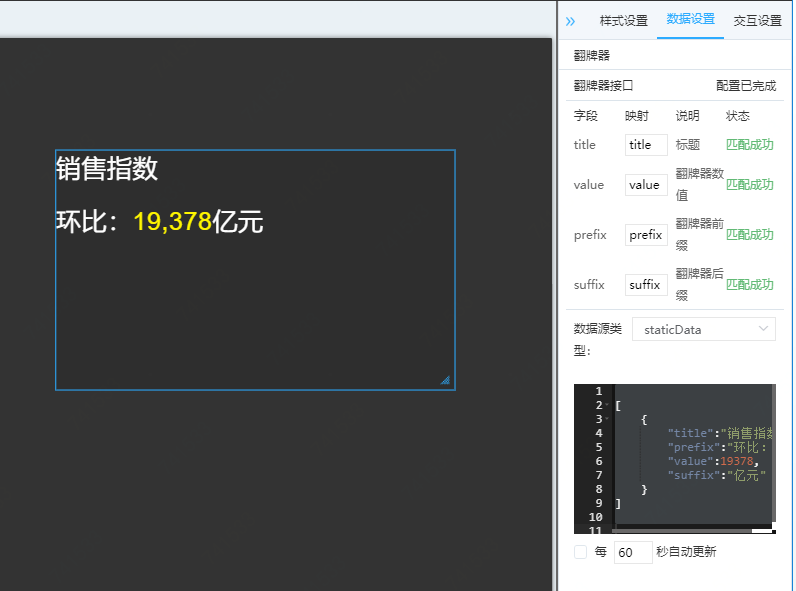 销售指数
环比：19,378亿元
样式设置 数据设置 交互设置
翻牌器
翻牌器接口 配置已完成
字段 映射 说明 状态
title title 标题 匹配成功
value value 翻牌器数值 匹配成功
prefix prefix 翻牌器前缀 匹配成功
suffix suffix 翻牌器后缀 匹配成功
数据源类型： staticData
1
2 [
3 {
4 "title":"销售指数
5 "prefix":"环比：
6 "value":19378,
7 "suffix":"亿元"
8 }
9 ]
10
11
每 60 秒自动更新